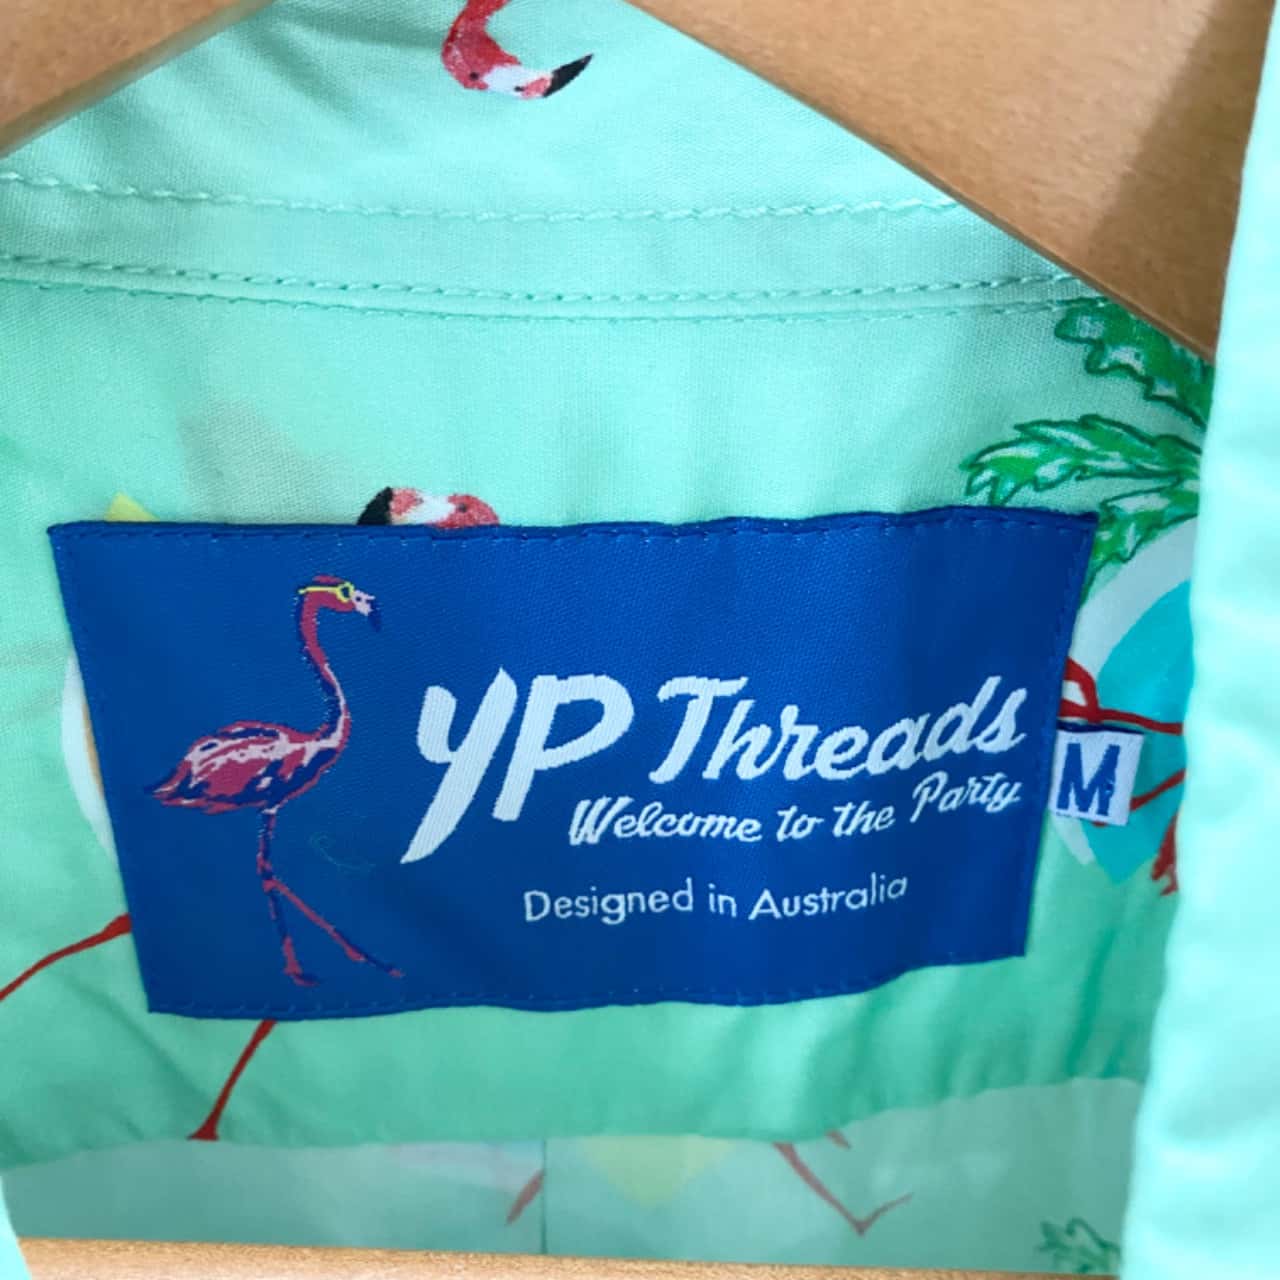 YP Threads
Welcome to the Party
Designed in Australia
M